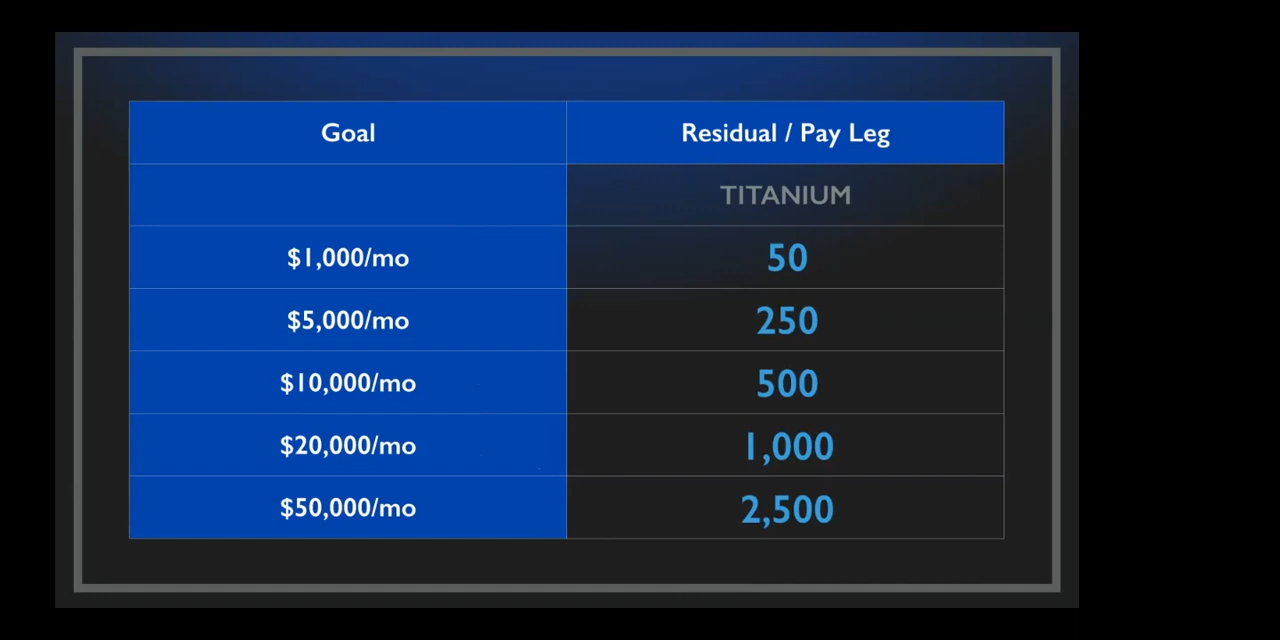 Goal Residual / Pay Leg
TITANIUM
$1,000/mo 50
$5,000/mo 250
$10,000/mo 500
$20,000/mo 1,000
$50,000/mo 2,500